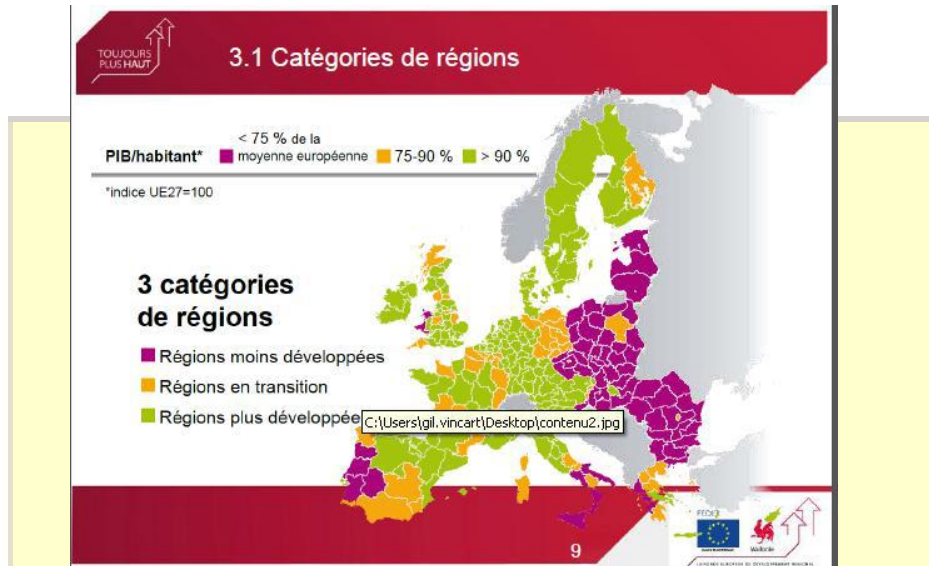 TOUJOURS
PLUS HAUT
3.1 Catégories de régions
< 75 % de la
PIB/habitant* moyenne européenne 75-90 % > 90 %
*indice UE27=100
3 catégories
de régions
Régions moins développées
Régions en transition
Régions plus développée
C:\Users\gil.vincart\Desktop\contenu2.jpg
9
FEDER
Wallonie